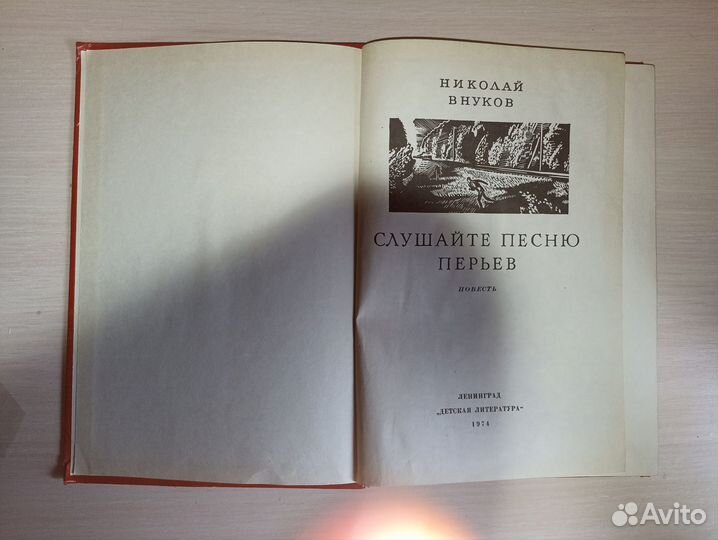 НИКОЛАЙ
ВНУКОВ
СЛУШАЙТЕ ПЕСНЮ
ПЕРЬЕВ
ПОВЕСТЬ
ЛЕНИНГРАД
„ДЕТСКАЯ ЛИТЕРАТУРА“
1974
Avito